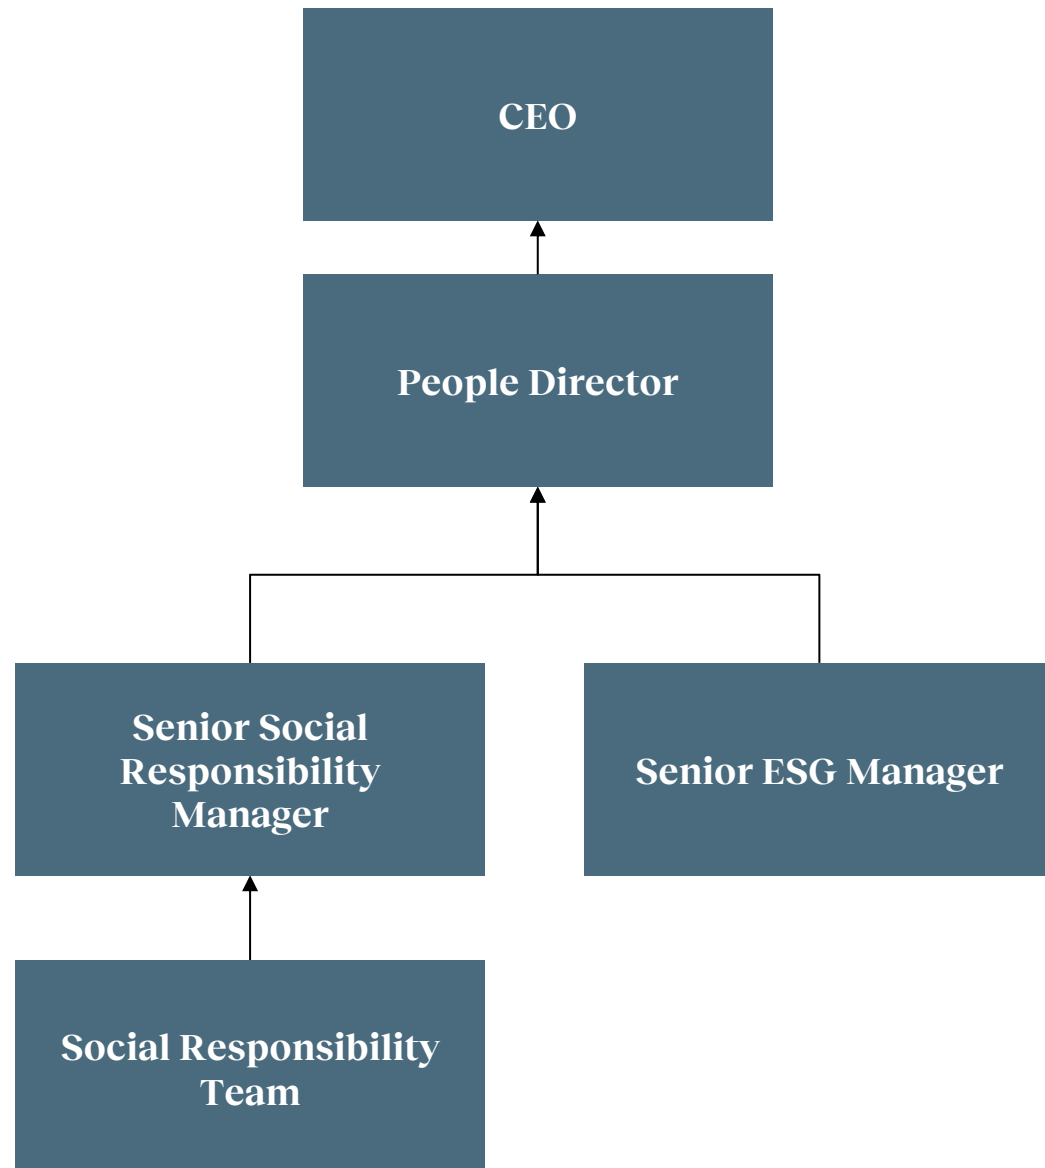 CEO
People Director
Senior Social
Responsibility
Manager
Senior ESG Manager
Social Responsibility
Team